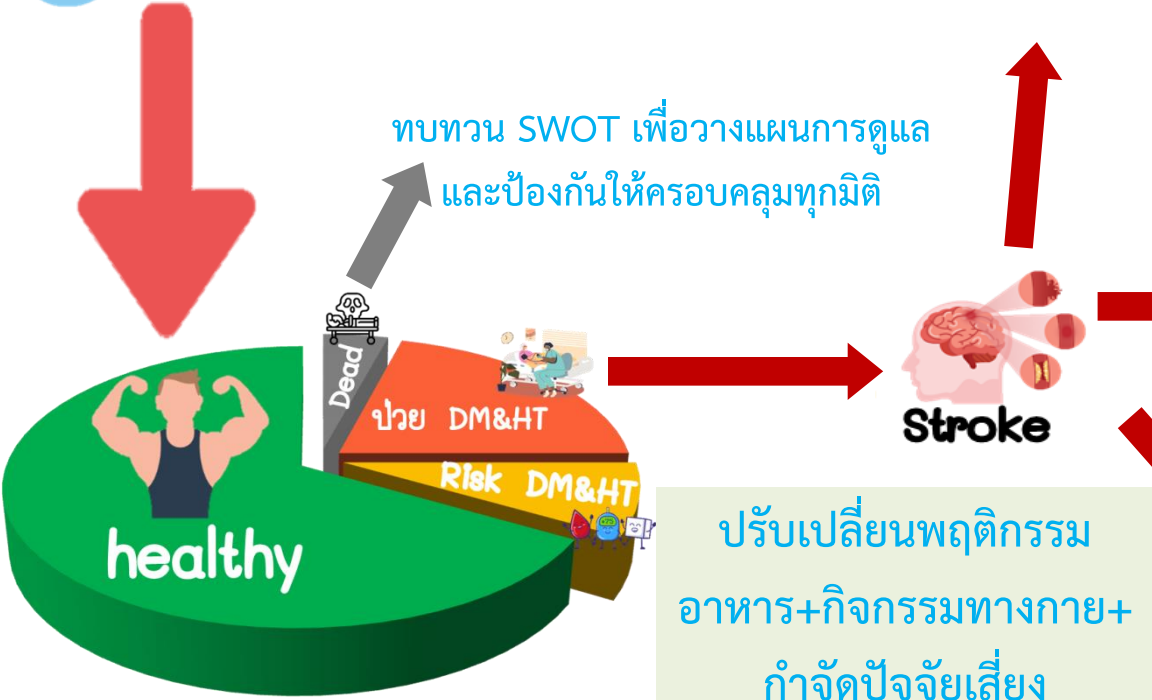 ทบทวน SWOT เพื่อวางแผนการดูแล
และป้องกันให้ครอบคลุมทุกมิติ
Dead
ป่วย DM&HT
Risk DM&HT
healthy
Stroke
ปรับเปลี่ยนพฤติกรรม
อาหาร+กิจกรรมทางกาย+
กำจัดปัจจัยเสี่ยง